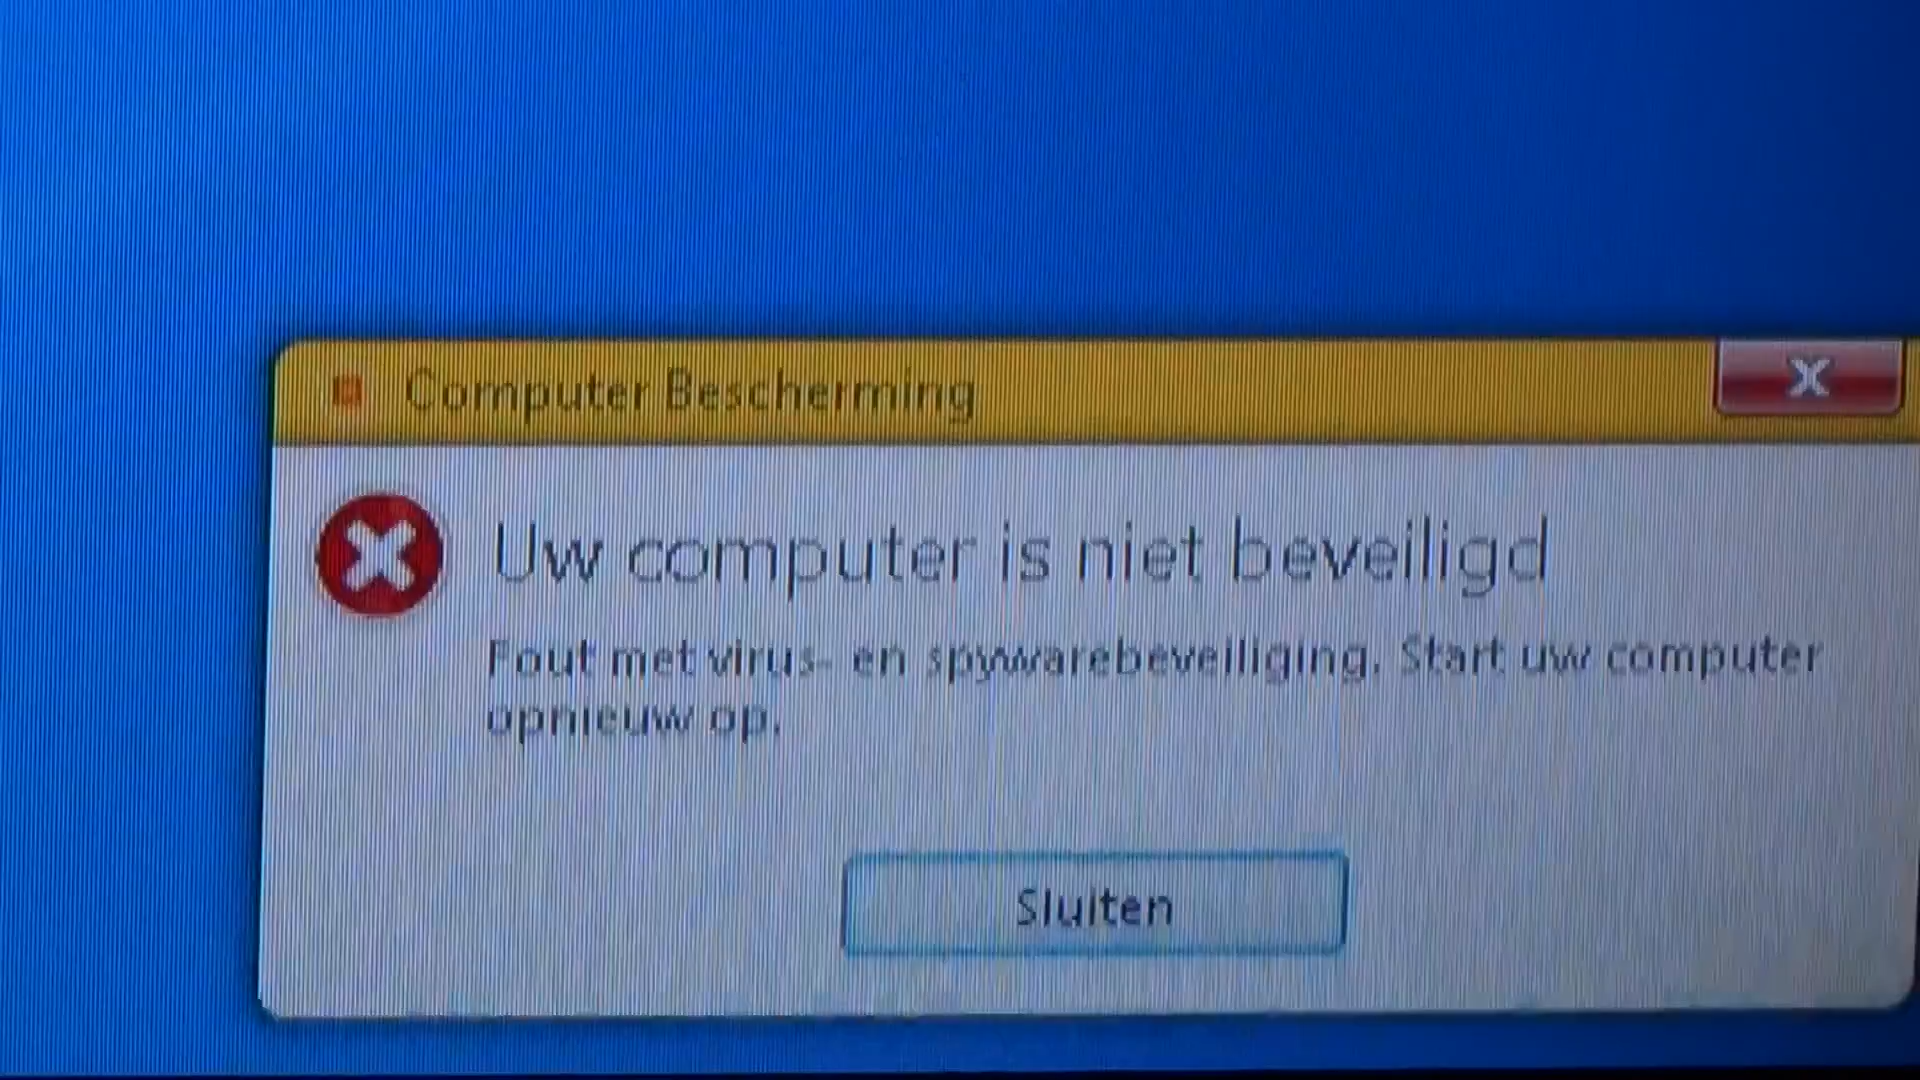 Computer Bescherming
Uw computer is niet beveiligd
Fout met virus- en spywarebeveiliging. Start uw computer
opnieuw op.
Sluiten